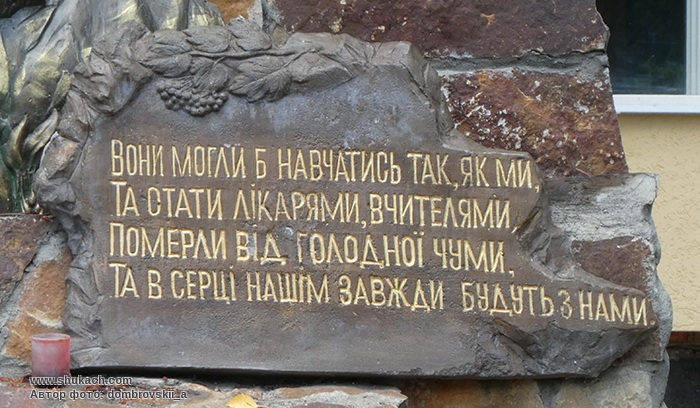 Вони могли б навчатись так, як ми,
Та стати лікарями, вчителями,
Померли від голодної чуми,
Та в серці нашім завжди будуть з нами.
www.shukach.com
Автор фото: dombrovskii_a